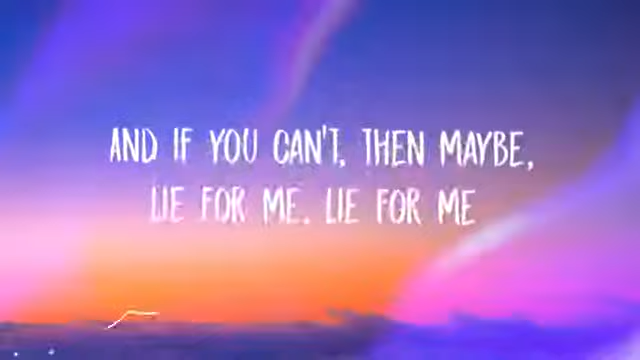 AND IF YOU CAN'T, THEN MAYBE,
LIE FOR ME, LIE FOR ME